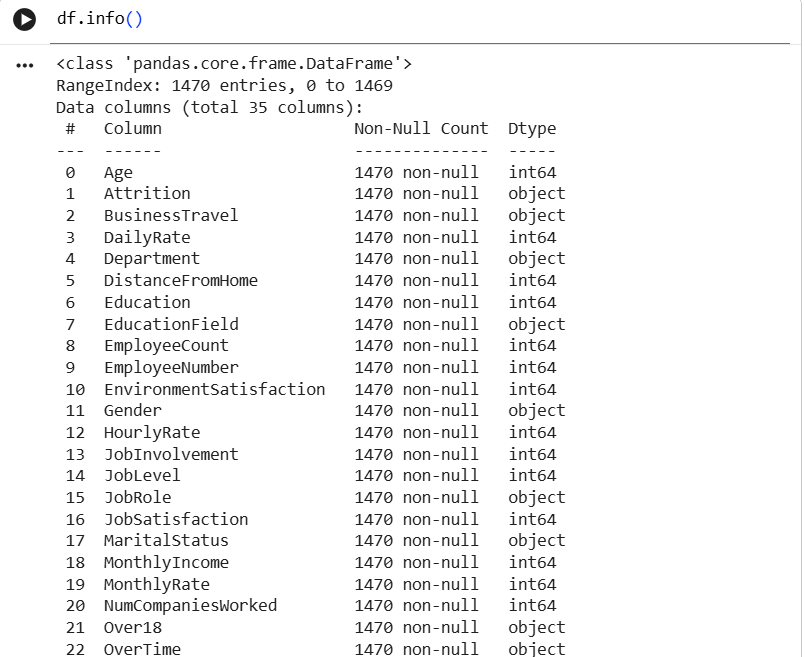 df.info()
<class 'pandas.core.frame.DataFrame'>
RangeIndex: 1470 entries, 0 to 1469
Data columns (total 35 columns):
 #   Column                    Non-Null Count  Dtype
---  ------                    --------------  -----
 0   Age                       1470 non-null   int64
 1   Attrition                 1470 non-null   object
 2   BusinessTravel            1470 non-null   object
 3   DailyRate                 1470 non-null   int64
 4   Department                1470 non-null   object
 5   DistanceFromHome          1470 non-null   int64
 6   Education                 1470 non-null   int64
 7   EducationField            1470 non-null   object
 8   EmployeeCount             1470 non-null   int64
 9   EmployeeNumber            1470 non-null   int64
 10  EnvironmentSatisfaction   1470 non-null   int64
 11  Gender                    1470 non-null   object
 12  HourlyRate                1470 non-null   int64
 13  JobInvolvement            1470 non-null   int64
 14  JobLevel                  1470 non-null   int64
 15  JobRole                   1470 non-null   object
 16  JobSatisfaction           1470 non-null   int64
 17  MaritalStatus             1470 non-null   object
 18  MonthlyIncome             1470 non-null   int64
 19  MonthlyRate               1470 non-null   int64
 20  NumCompaniesWorked        1470 non-null   int64
 21  Over18                    1470 non-null   object
 22  OverTime                  1470 non-null   object